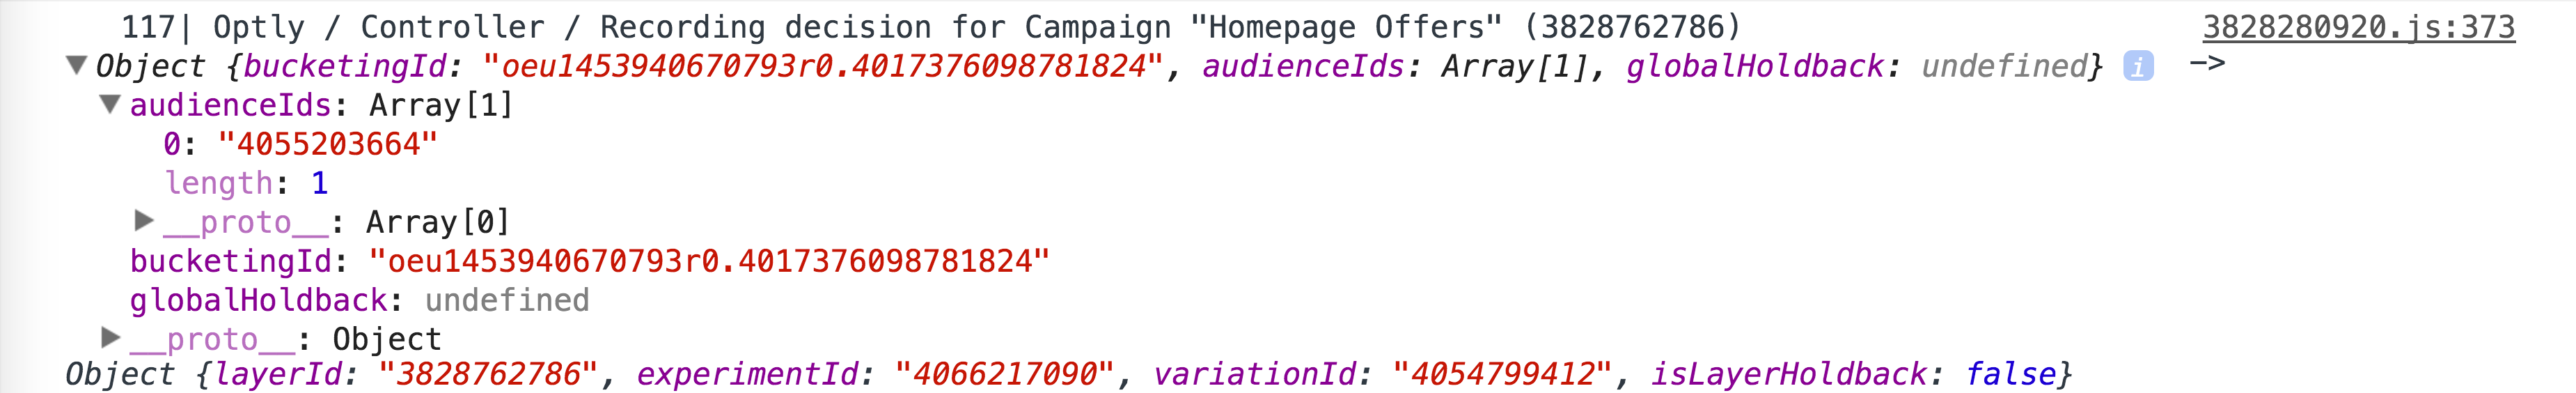 117| Optly / Controller / Recording decision for Campaign "Homepage Offers" (3828762786) 3828280920.js:373
Object {bucketingId: "oeu1453940670793r0.4017376098781824", audienceIds: Array[1], globalHoldback: undefined} i ->
audienceIds: Array[1]
0: "4055203664"
length: 1
__proto__: Array[0]
bucketingId: "oeu1453940670793r0.4017376098781824"
globalHoldback: undefined
__proto__: Object
Object {layerId: "3828762786", experimentId: "4066217090", variationId: "4054799412", isLayerHoldback: false}